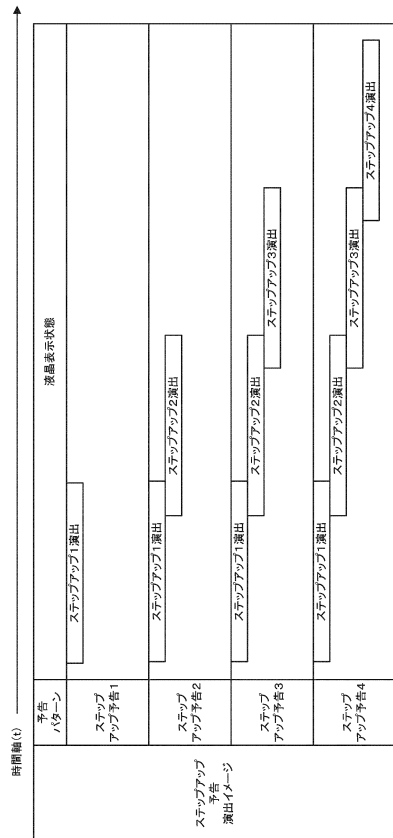 時間軸(t)
予告
パターン
液晶表示状態
ステップアップ
予告
演出イメージ
ステップ
アップ予告1
ステップアップ1演出
ステップ
アップ予告2
ステップアップ1演出
ステップアップ2演出
ステップ
アップ予告3
ステップアップ1演出
ステップアップ2演出
ステップアップ3演出
ステップ
アップ予告4
ステップアップ1演出
ステップアップ2演出
ステップアップ3演出
ステップアップ4演出